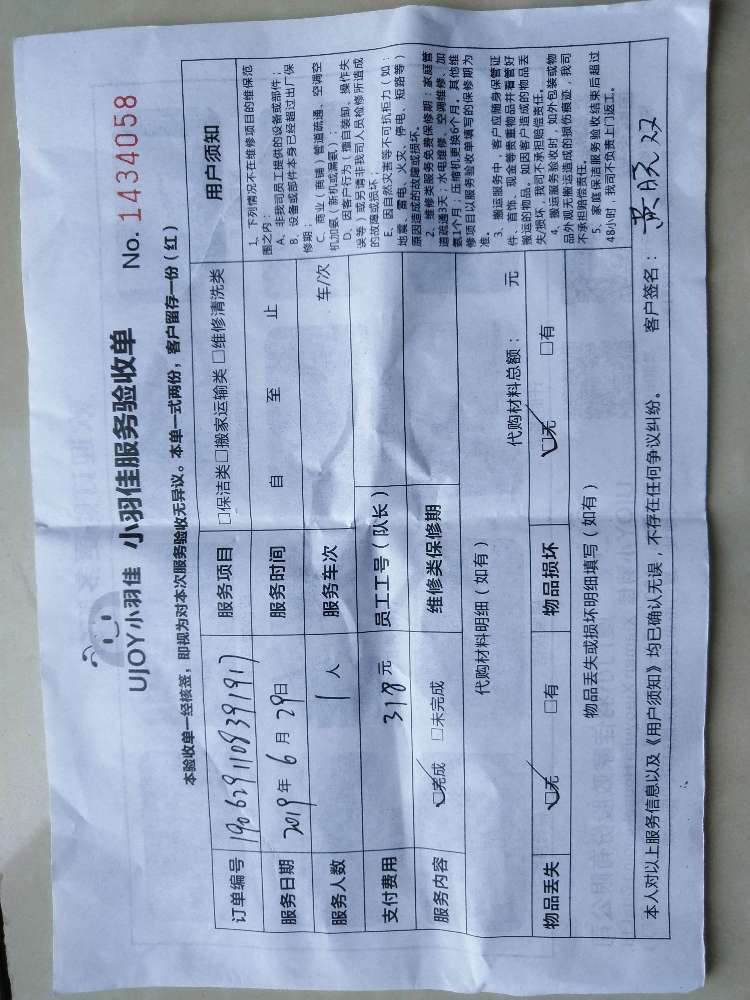 UJOY小羽佳 小羽佳服务验收单
No. 1434058
本验收单一经核签，即视为对本次服务验收无异议。本单一式两份，客户留存一份（红）
订单编号 1906291108391917 服务项目 □保洁类□搬家运输类 □维修清洗类
服务日期 2019年 6 月 29日 服务时间 自 至 止
服务人数 1 人 服务车次 车/次
支付费用 318 元 员工工号（队长）
服务内容 ☑完成 □未完成 维修类保修期
代购材料明细（如有） 代购材料总额： 元
物品丢失 ☑无 □有 物品损坏 ☑无 □有
物品丢失或损坏明细填写（如有）
用户须知
1、下列情况不在维修项目的维保范
围之内：
A、非我司员工提供的设备或部件；
B、设备或部件本身已经超过出厂保
修期；
C、商业（商铺）管道疏通、空调空
机加氨（新机或漏氨）；
D、因客户行为（擅自装卸、操作失
误等）或另请非我司人员检修所造成
的故障或损坏；
E、因自然灾害等不可抗柜力（如：
地震、雷电、火灾、停电、短路等）
原因造成的故障或损坏。
2、维修类服务免费保修期：家庭管
道疏通3天；水电维修、空调维修、加
氨1个月；压缩机更换6个月。其他维
修项目以服务验收单填写的保修期为
准。
3、搬运服务中，客户应随身保管证
件、首饰、现金等贵重物品并看管好
搬运的物品。如因客户造成的物品丢
失/损坏，我司不承担赔偿责任。
4、搬运服务验收时，如外包装或物
品外观无搬运造成的损伤痕迹，我司
不承担赔偿责任。
5、家庭保洁服务验收结束后超过
48小时，我司不负责上门返工。
本人对以上服务信息以及《用户须知》均已确认无误，不存在任何争议纠纷。 客户签名： 黄晓双